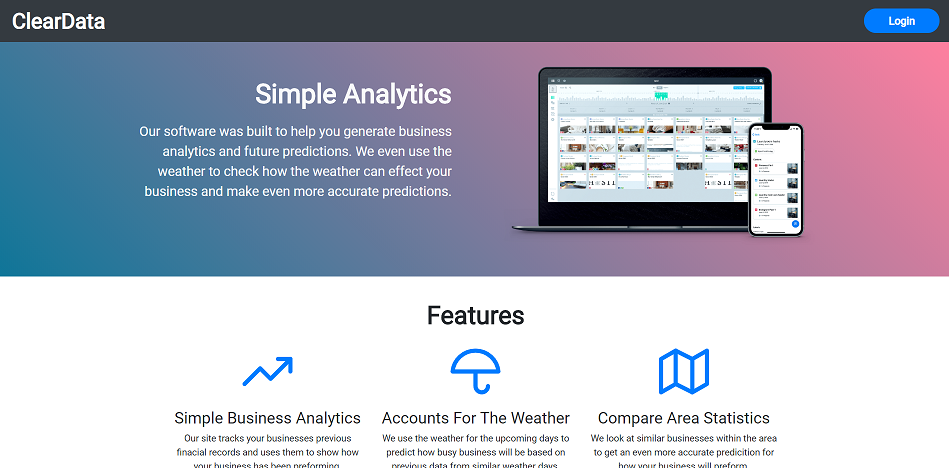 ClearData
Login
Simple Analytics
Our software was built to help you generate business
analytics and future predictions. We even use the
weather to check how the weather can effect your
business and make even more accurate predictions.
Features
Simple Business Analytics
Our site tracks your businesses previous
finacial records and uses them to show how
your business has been preforming
Accounts For The Weather
We use the weather for the upcoming days to
predict how busy business will be based on
previous data from similar weather days
Compare Area Statistics
We look at similar businesses within the area
to get an even more accurate predicition for
how your business will preform